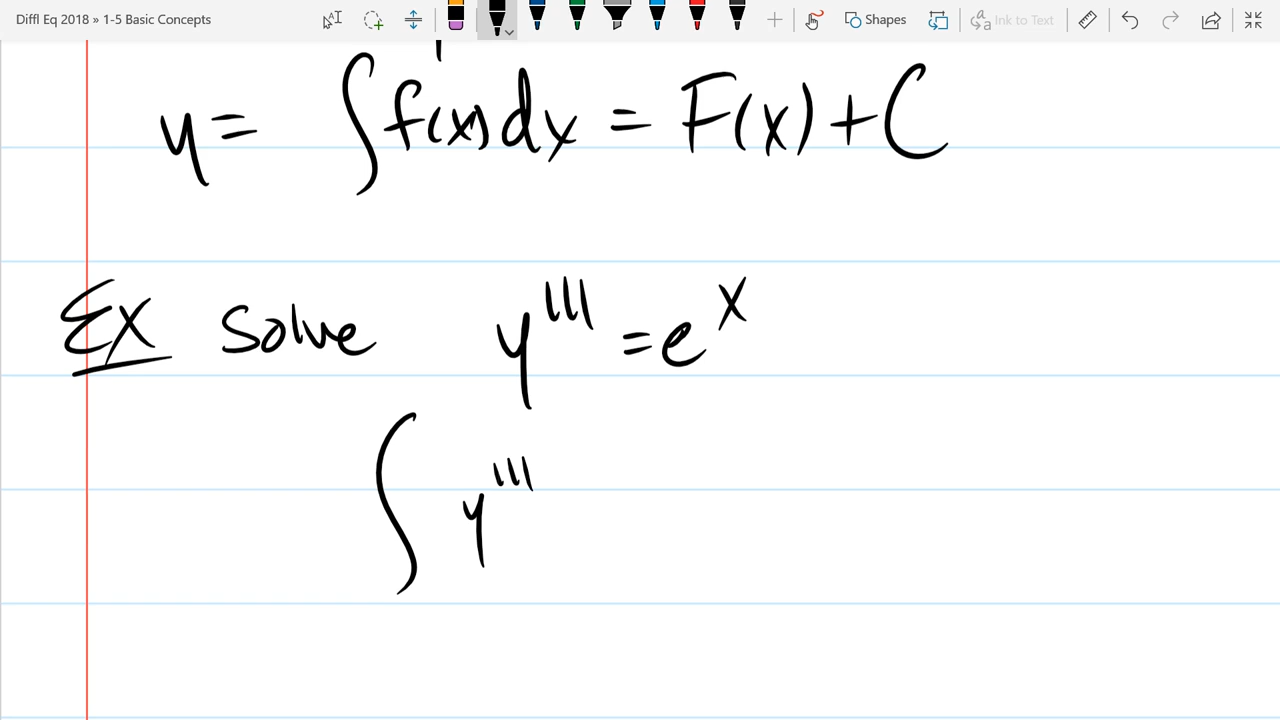 Diffl Eq 2018 » 1-5 Basic Concepts Shapes Ink to Text
y = ∫ f(x) dx = F(x) + C
Ex solve y''' = e^x
∫ y'''